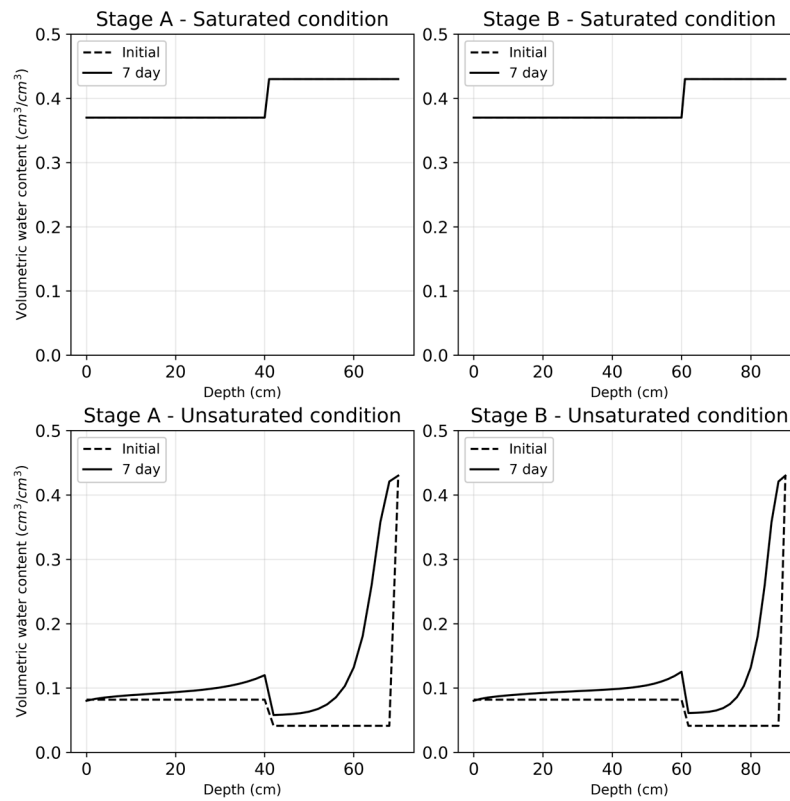 Stage A - Saturated condition
Volumetric water content (cm³/cm³)
0.5
0.4
0.3
0.2
0.1
0.0
Initial
7 day
0 20 40 60
Depth (cm)
Stage B - Saturated condition
0.5
0.4
0.3
0.2
0.1
0.0
Initial
7 day
0 20 40 60 80
Depth (cm)
Stage A - Unsaturated condition
Volumetric water content (cm³/cm³)
0.5
0.4
0.3
0.2
0.1
0.0
Initial
7 day
0 20 40 60
Depth (cm)
Stage B - Unsaturated condition
0.5
0.4
0.3
0.2
0.1
0.0
Initial
7 day
0 20 40 60 80
Depth (cm)